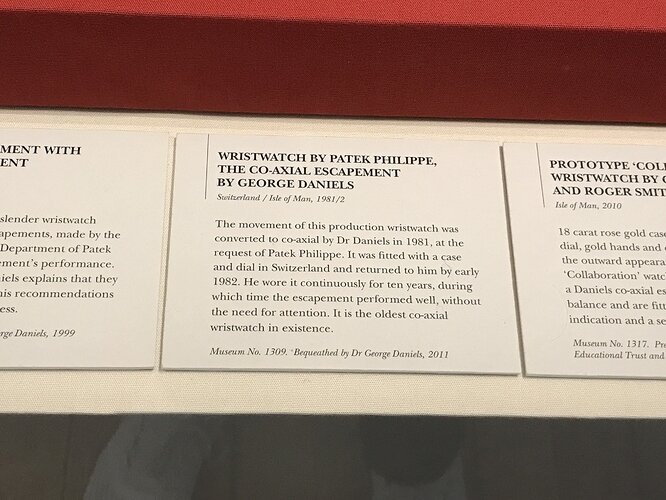 MENT WITH
ENT
slender wristwatch
apements, made by the
Department of Patek
ement's performance.
niels explains that they
his recommendations
ess.
rge Daniels, 1999
WRISTWATCH BY PATEK PHILIPPE,
THE CO-AXIAL ESCAPEMENT
BY GEORGE DANIELS
Switzerland / Isle of Man, 1981/2
The movement of this production wristwatch was
converted to co-axial by Dr Daniels in 1981, at the
request of Patek Philippe. It was fitted with a case
and dial in Switzerland and returned to him by early
1982. He wore it continuously for ten years, during
which time the escapement performed well, without
the need for attention. It is the oldest co-axial
wristwatch in existence.
Museum No. 1309. Bequeathed by Dr George Daniels, 2011
PROTOTYPE 'COLL
WRISTWATCH BY G
AND ROGER SMIT
Isle of Man, 2010
18 carat rose gold case
dial, gold hands and
the outward appeara
'Collaboration' watc
a Daniels co-axial es
balance and are fitt
indication and a se
Museum No. 1317. Pre
Educational Trust and